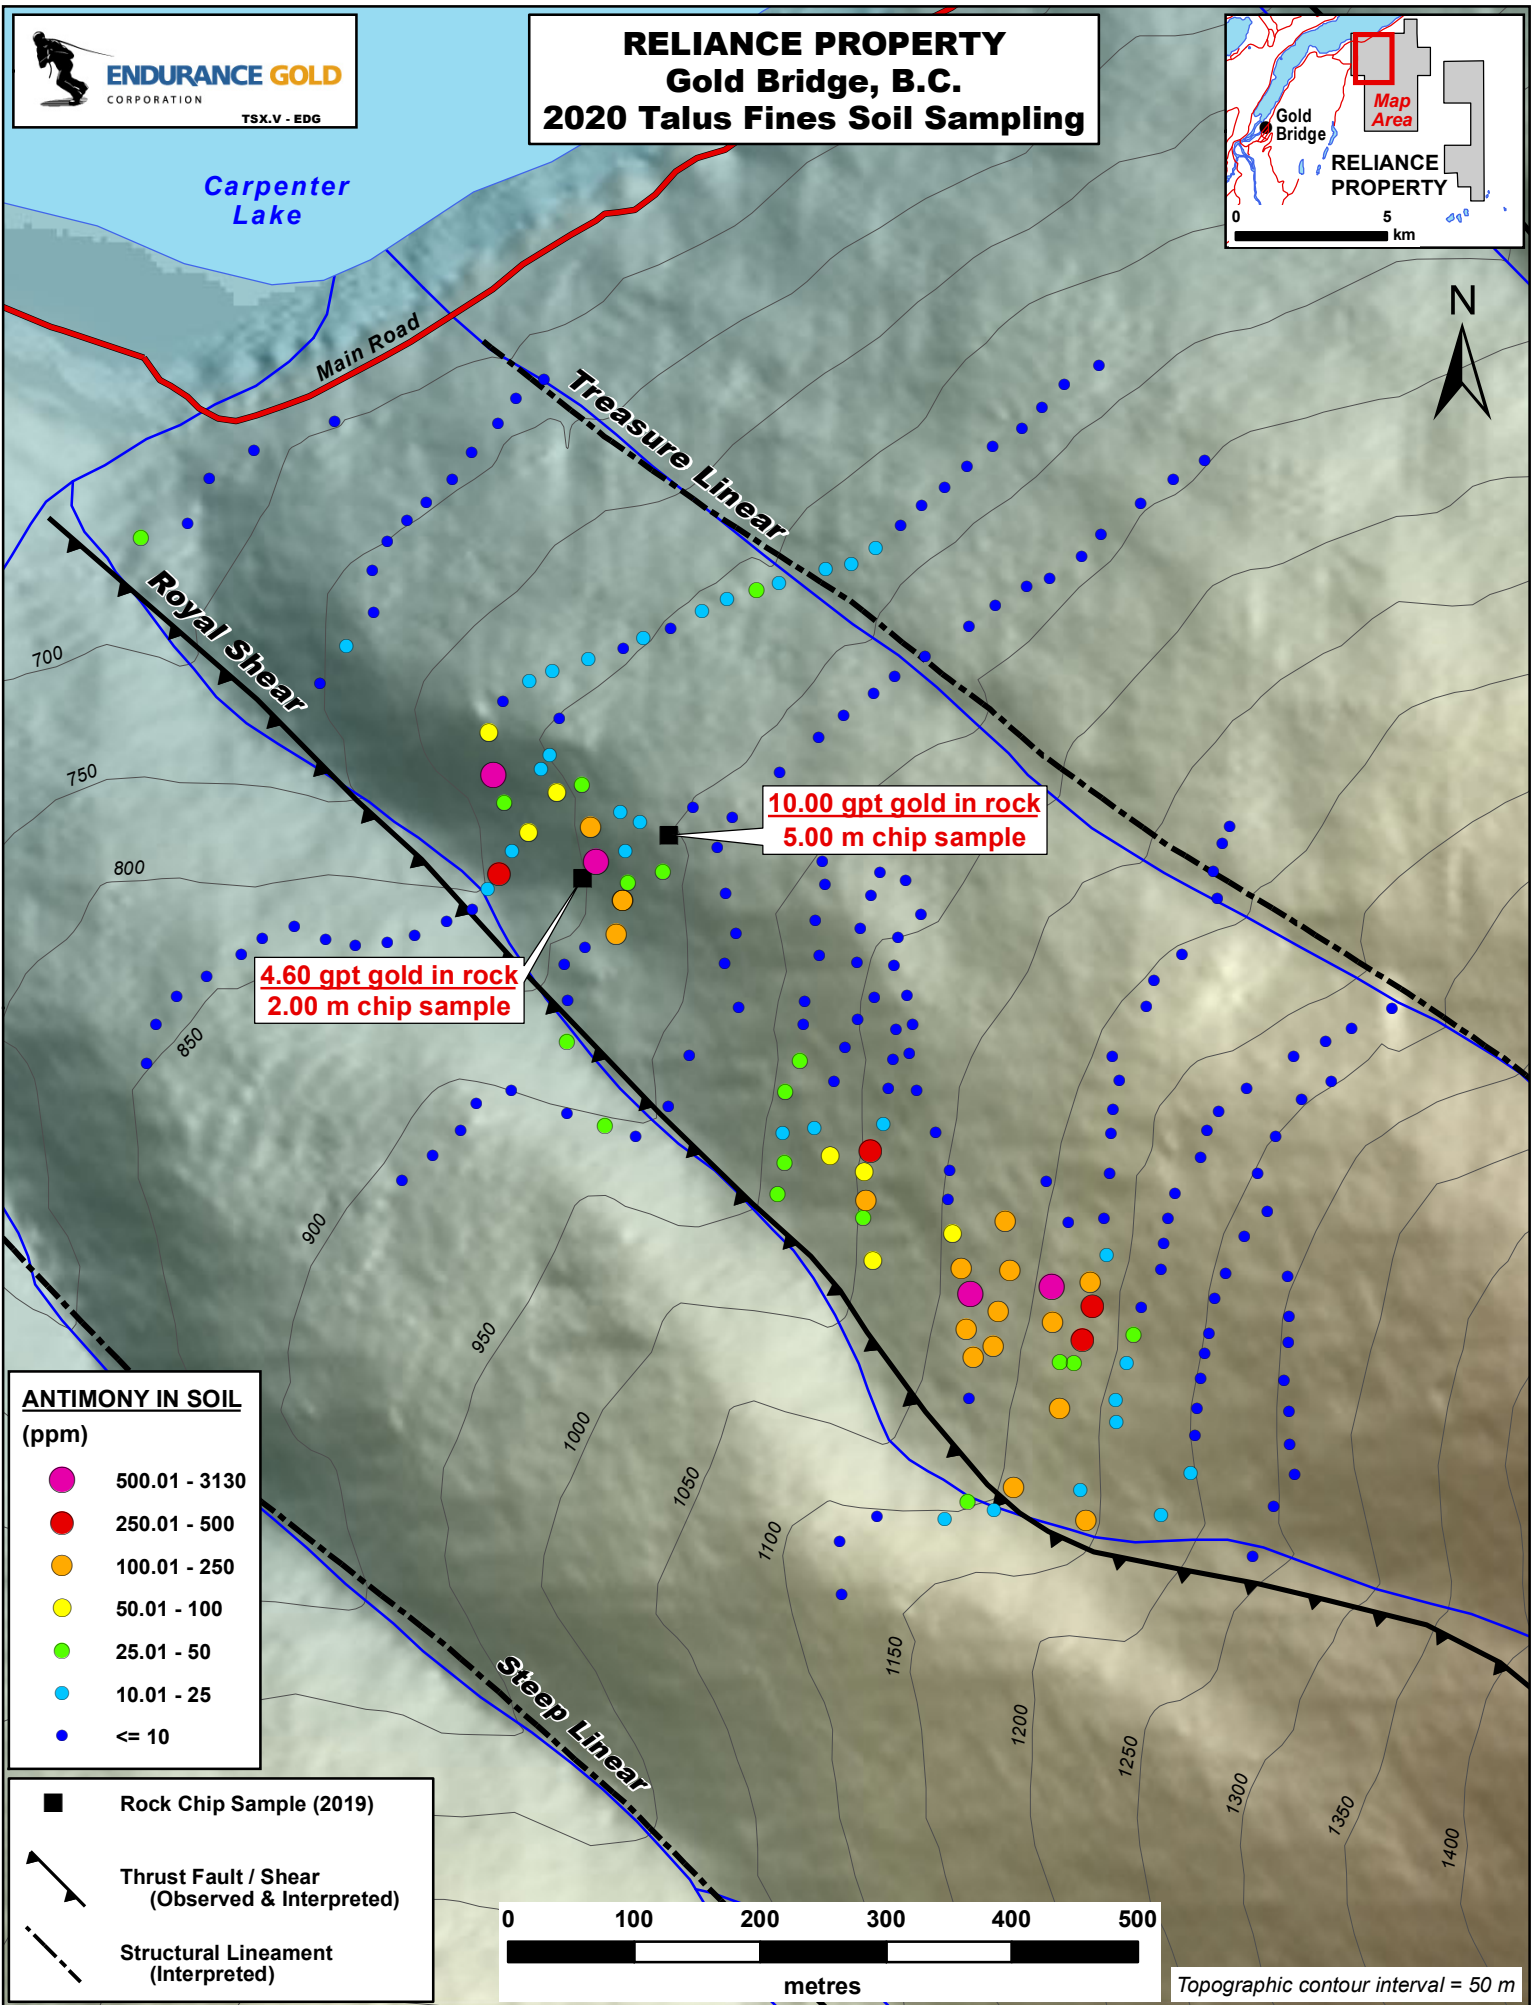 ENDURANCE GOLD
CORPORATION
TSX.V - EDG
RELIANCE PROPERTY
Gold Bridge, B.C.
2020 Talus Fines Soil Sampling
Gold
Bridge
Map
Area
RELIANCE
PROPERTY
0 5
km
N
Carpenter
Lake
Main Road
Treasure Linear
Royal Shear
700
750
800
850
900
950
1000
1050
1100
1150
1200
1250
1300
1350
1400
10.00 gpt gold in rock
5.00 m chip sample
4.60 gpt gold in rock
2.00 m chip sample
Steep Linear
ANTIMONY IN SOIL
(ppm)
500.01 - 3130
250.01 - 500
100.01 - 250
50.01 - 100
25.01 - 50
10.01 - 25
<= 10
Rock Chip Sample (2019)
Thrust Fault / Shear
(Observed & Interpreted)
Structural Lineament
(Interpreted)
0 100 200 300 400 500
metres
Topographic contour interval = 50 m